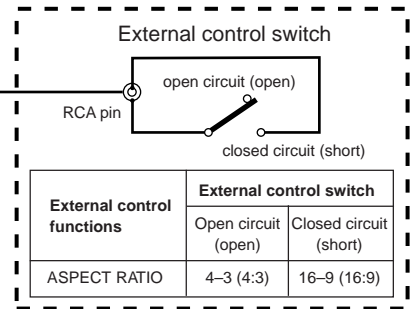 External control switch
open circuit (open)
RCA pin
closed circuit (short)
External control functions
External control switch
Open circuit (open)
Closed circuit (short)
ASPECT RATIO
4–3 (4:3)
16–9 (16:9)